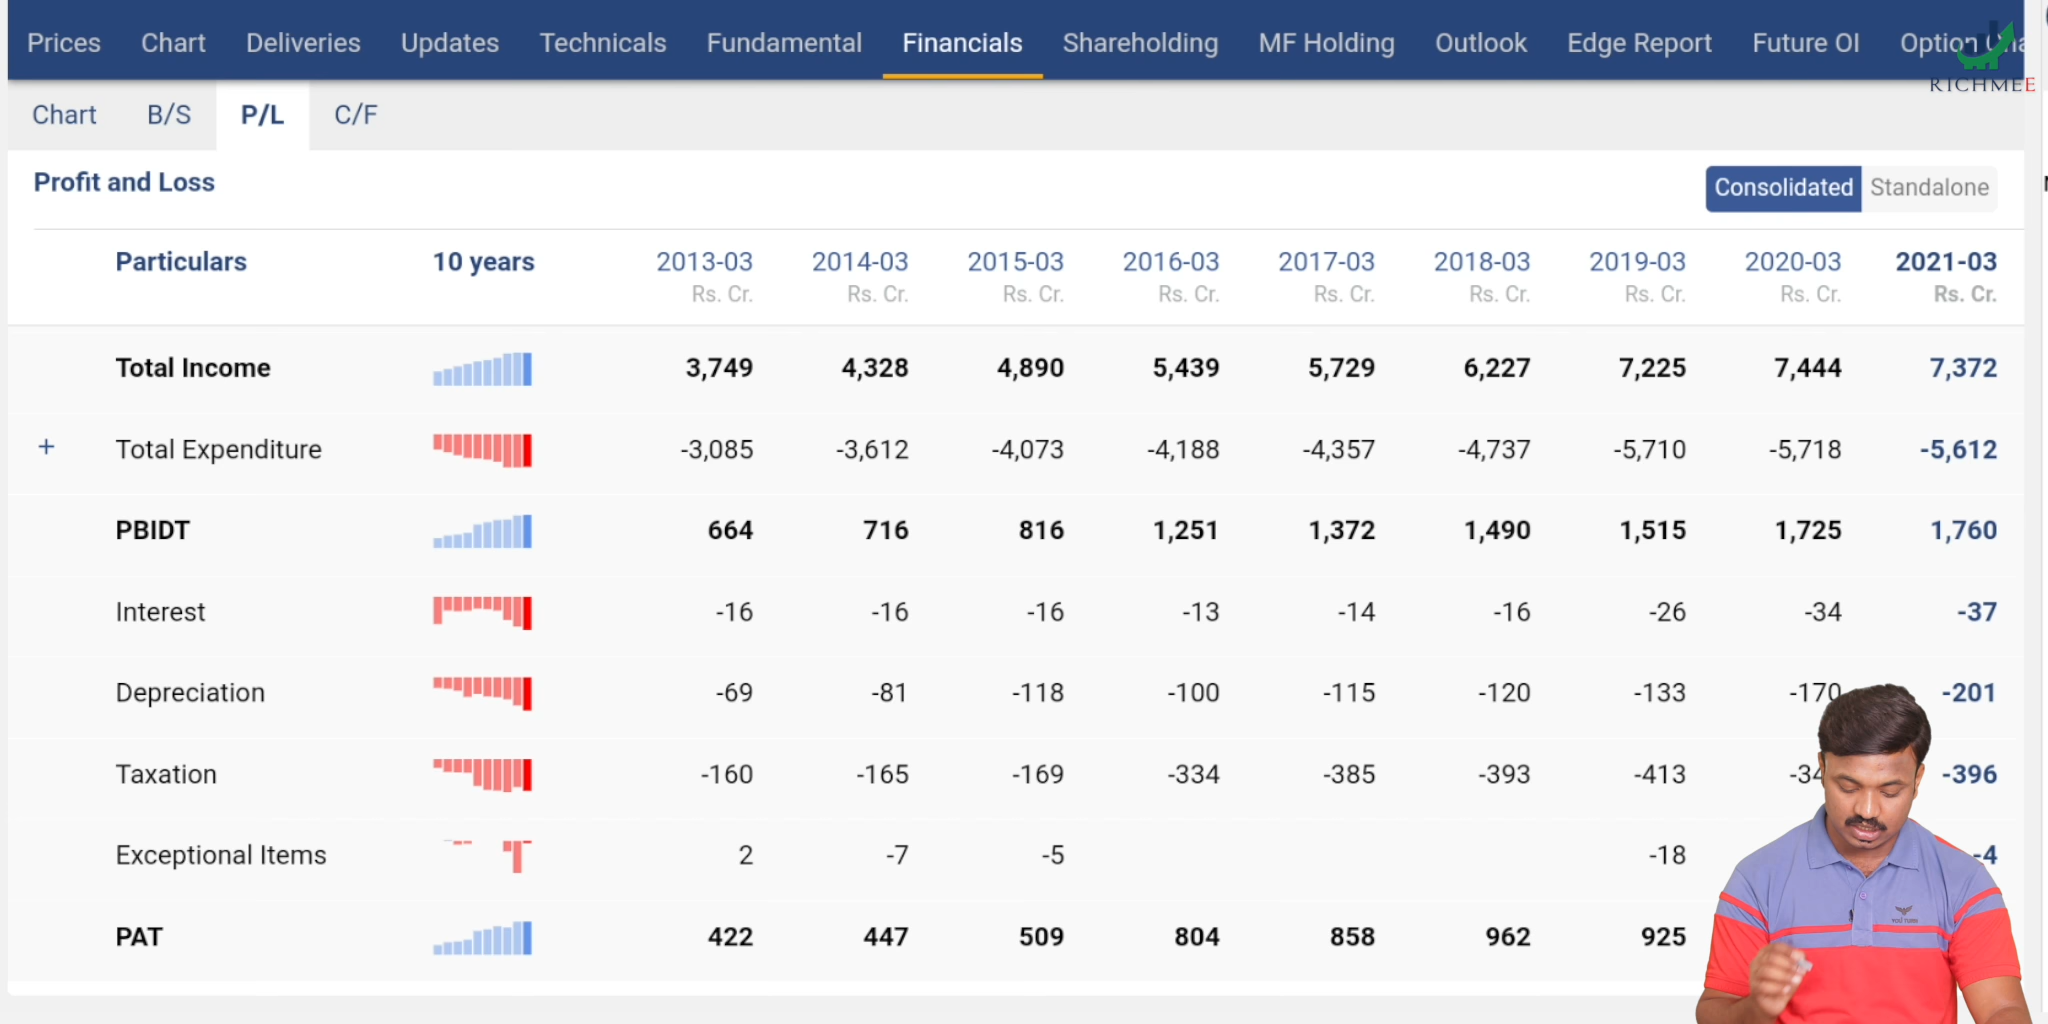 Prices Chart Deliveries Updates Technicals Fundamental Financials Shareholding MF Holding Outlook Edge Report Future OI Option
RICHMEE
Chart B/S P/L C/F
Profit and Loss
Consolidated Standalone
Particulars 10 years 2013-03 2014-03 2015-03 2016-03 2017-03 2018-03 2019-03 2020-03 2021-03
Rs. Cr. Rs. Cr. Rs. Cr. Rs. Cr. Rs. Cr. Rs. Cr. Rs. Cr. Rs. Cr. Rs. Cr.
Total Income 3,749 4,328 4,890 5,439 5,729 6,227 7,225 7,444 7,372
+ Total Expenditure -3,085 -3,612 -4,073 -4,188 -4,357 -4,737 -5,710 -5,718 -5,612
PBIDT 664 716 816 1,251 1,372 1,490 1,515 1,725 1,760
Interest -16 -16 -16 -13 -14 -16 -26 -34 -37
Depreciation -69 -81 -118 -100 -115 -120 -133 -170 -201
Taxation -160 -165 -169 -334 -385 -393 -413 -396
Exceptional Items 2 -7 -5 -18 -4
PAT 422 447 509 804 858 962 925
YOU TURN